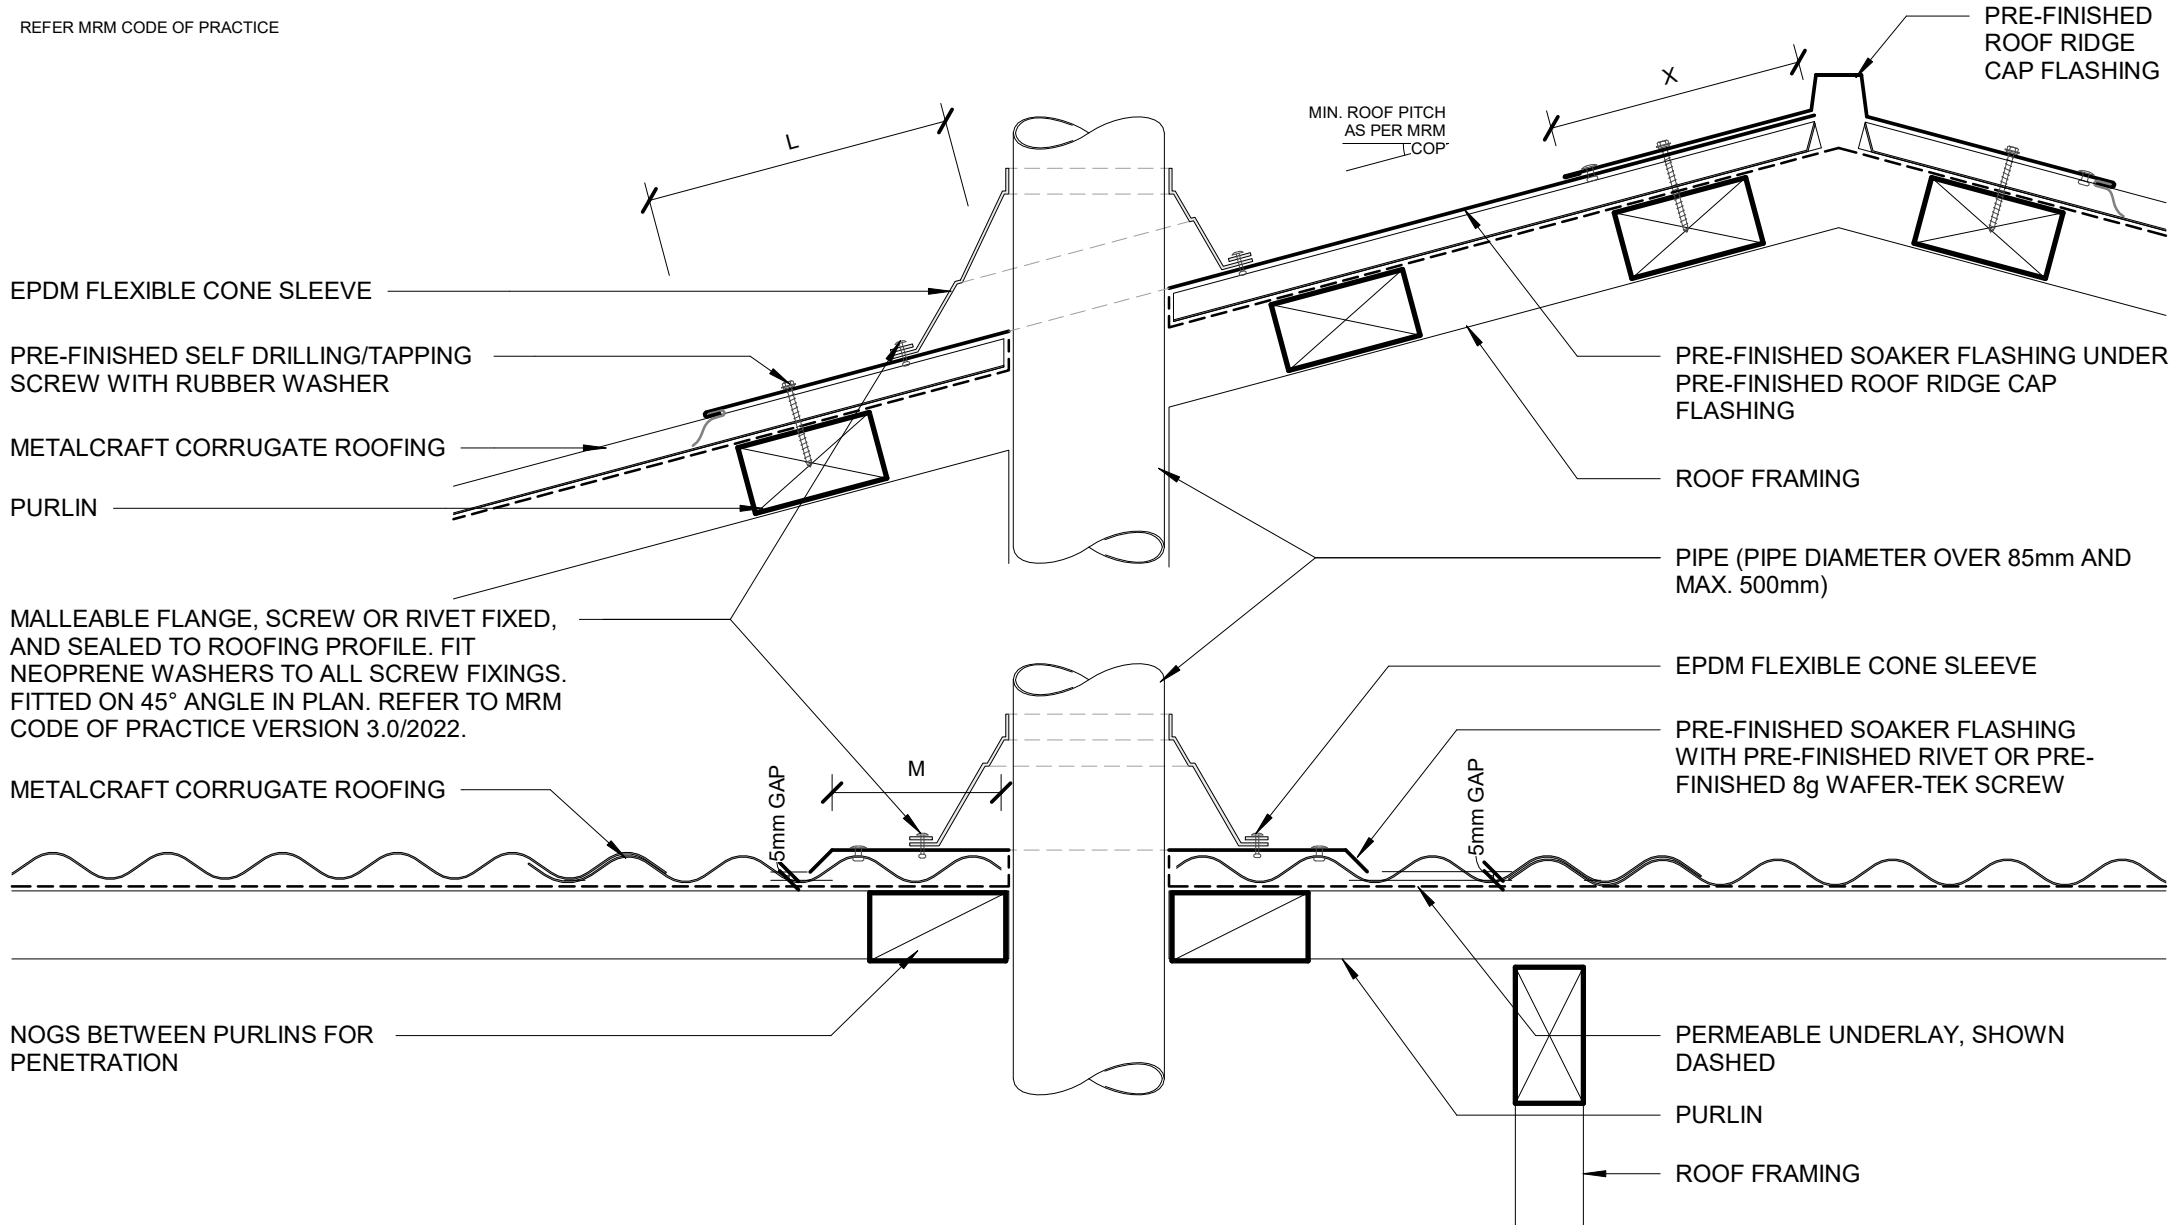 REFER MRM CODE OF PRACTICE
PRE-FINISHED
ROOF RIDGE
CAP FLASHING
X
L
MIN. ROOF PITCH
AS PER MRM
COP
EPDM FLEXIBLE CONE SLEEVE
PRE-FINISHED SELF DRILLING/TAPPING
SCREW WITH RUBBER WASHER
METALCRAFT CORRUGATE ROOFING
PURLIN
PRE-FINISHED SOAKER FLASHING UNDER
PRE-FINISHED ROOF RIDGE CAP
FLASHING
ROOF FRAMING
PIPE (PIPE DIAMETER OVER 85mm AND
MAX. 500mm)
MALLEABLE FLANGE, SCREW OR RIVET FIXED,
AND SEALED TO ROOFING PROFILE. FIT
NEOPRENE WASHERS TO ALL SCREW FIXINGS.
FITTED ON 45° ANGLE IN PLAN. REFER TO MRM
CODE OF PRACTICE VERSION 3.0/2022.
METALCRAFT CORRUGATE ROOFING
5mm GAP
M
EPDM FLEXIBLE CONE SLEEVE
PRE-FINISHED SOAKER FLASHING
WITH PRE-FINISHED RIVET OR PRE-
FINISHED 8g WAFER-TEK SCREW
5mm GAP
NOGS BETWEEN PURLINS FOR
PENETRATION
PERMEABLE UNDERLAY, SHOWN
DASHED
PURLIN
ROOF FRAMING